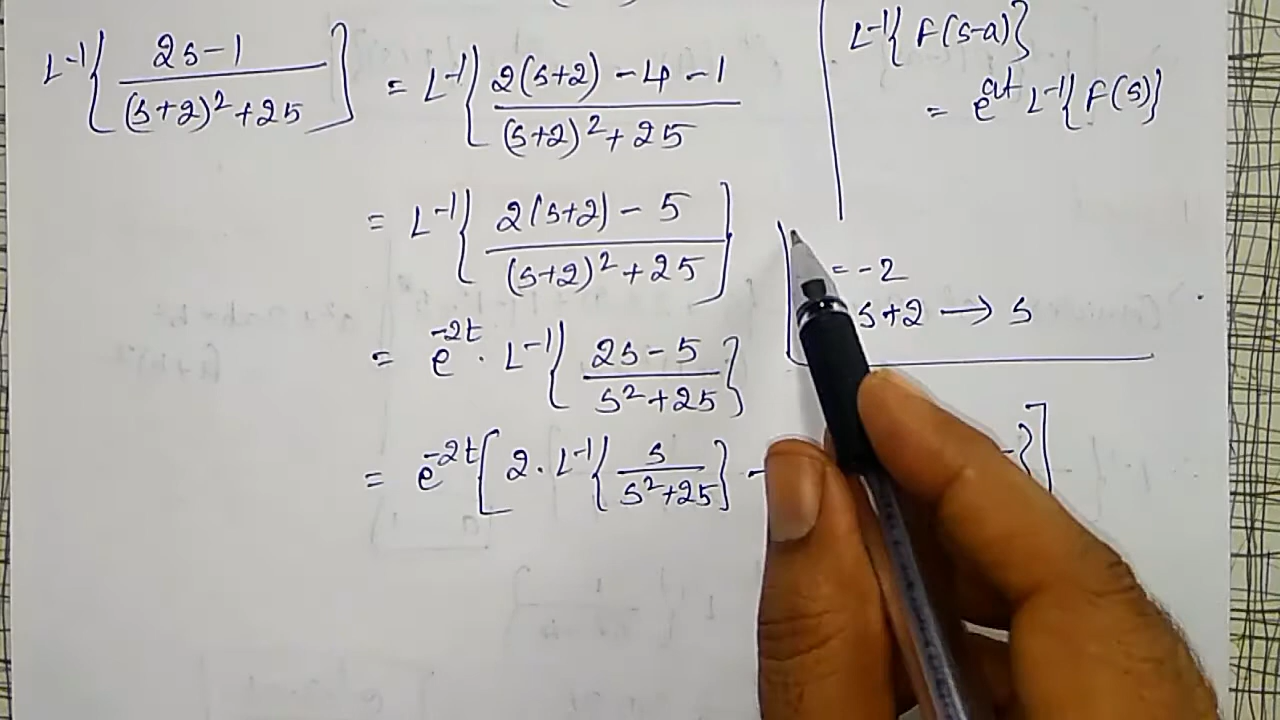 L⁻¹{ (2s-1) / ((s+2)²+25) } = L⁻¹{ (2(s+2) - 4 - 1) / ((s+2)²+25) }
= L⁻¹{ (2(s+2) - 5) / ((s+2)²+25) }
= e^(-2t) · L⁻¹{ (2s-5) / (s²+25) }
= e^(-2t) [ 2 · L⁻¹{ s / (s²+25) } - } ]
L⁻¹{ F(s-a)}
= e^(at) L⁻¹{ F(s)}
= -2
s+2 → s